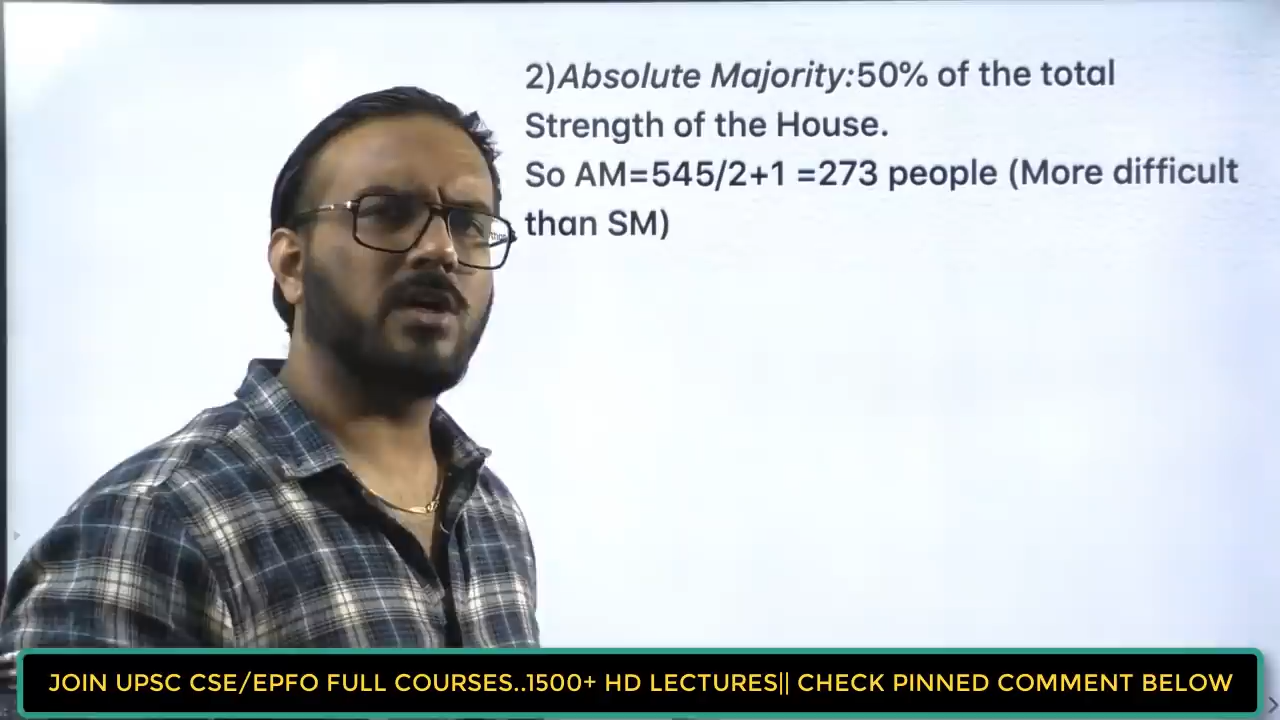 2)Absolute Majority:50% of the total
Strength of the House.
So AM=545/2+1 =273 people (More difficult
than SM)
JOIN UPSC CSE/EPFO FULL COURSES..1500+ HD LECTURES|| CHECK PINNED COMMENT BELOW